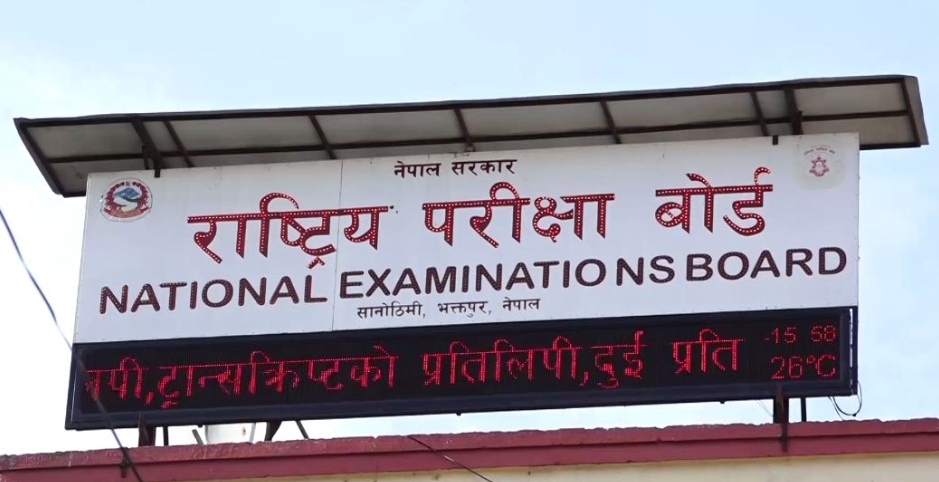 नेपाल सरकार
राष्ट्रिय परीक्षा बोर्ड
NATIONAL EXAMINATIONS BOARD
सानोठिमी, भक्तपुर, नेपाल
पी,ट्रान्सक्रिप्टको प्रतिलिपी,दुई प्रति
15 58
26°C